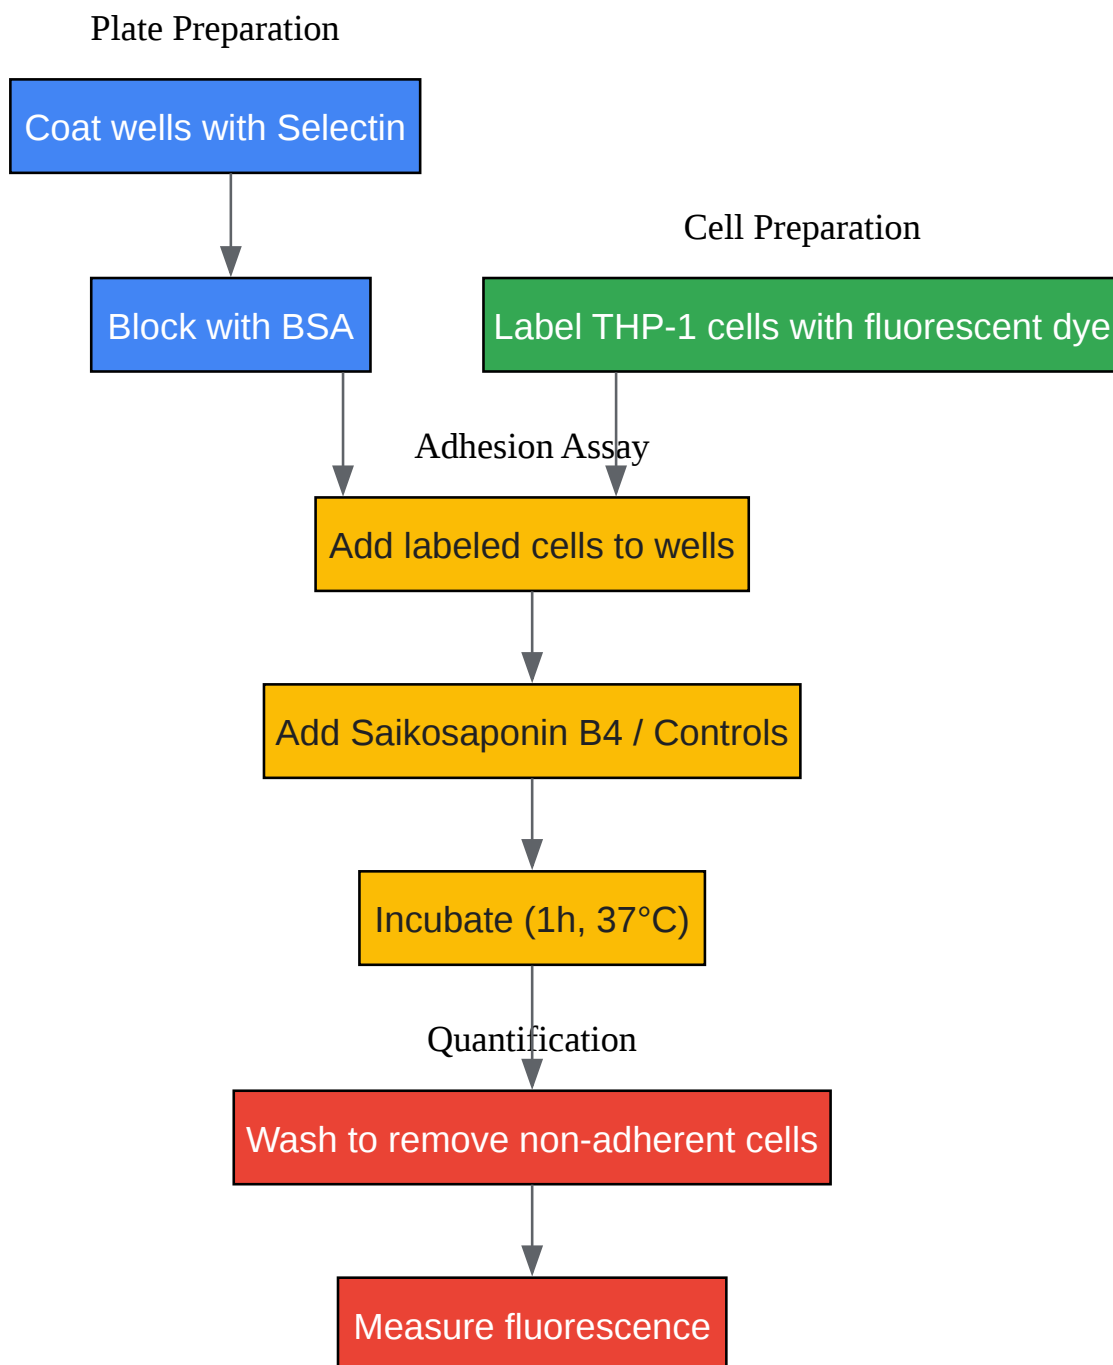 Plate Preparation
Coat wells with Selectin
Cell Preparation
Block with BSA
Label THP-1 cells with fluorescent dye
Adhesion Assay
Add labeled cells to wells
Add Saikosaponin B4 / Controls
Incubate (1h, 37°C)
Quantification
Wash to remove non-adherent cells
Measure fluorescence